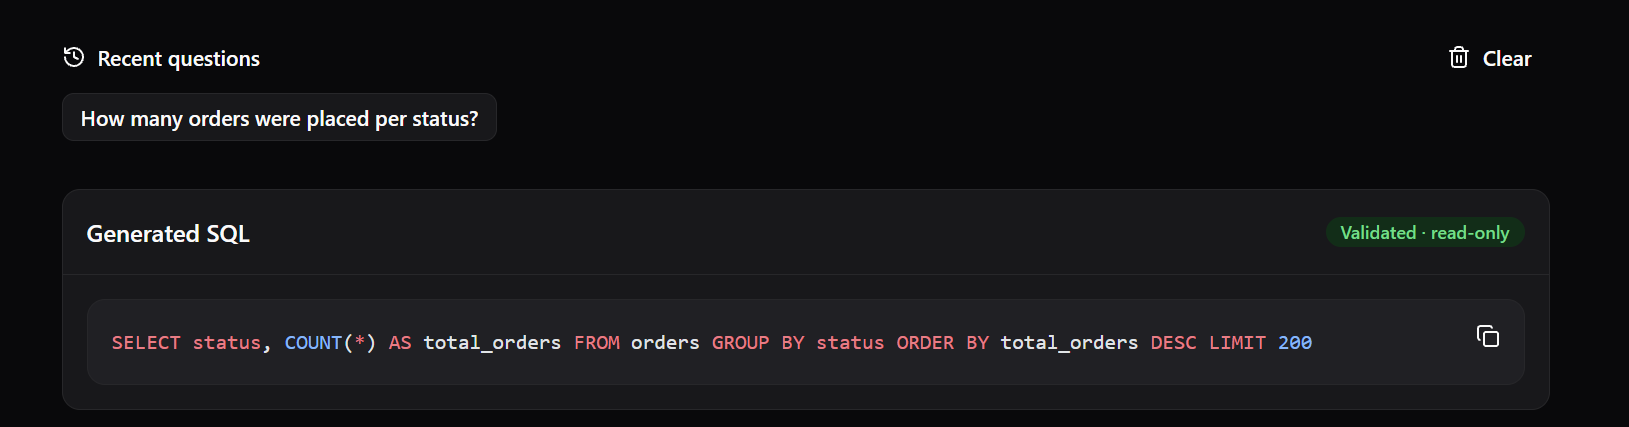 Recent questions
Clear
How many orders were placed per status?
Generated SQL
Validated · read-only
SELECT status, COUNT(*) AS total_orders FROM orders GROUP BY status ORDER BY total_orders DESC LIMIT 200